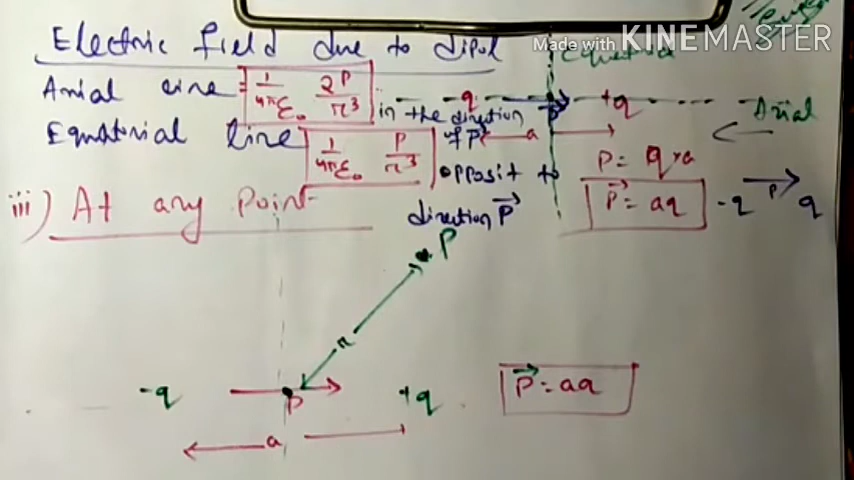 Made with KINEMASTER
Electric field due to dipol
Equatorial
Axial line = 1/4πε₀ 2P/r³ in the direction of P
-q P +q Axial
Equatorial line 1/4πε₀ P/r³ opposit to direction P⃗
a
P = q×a
P⃗ = aq -q P⃗ q
iii) At any Point
P
r
-q P +q P⃗ = aq
a